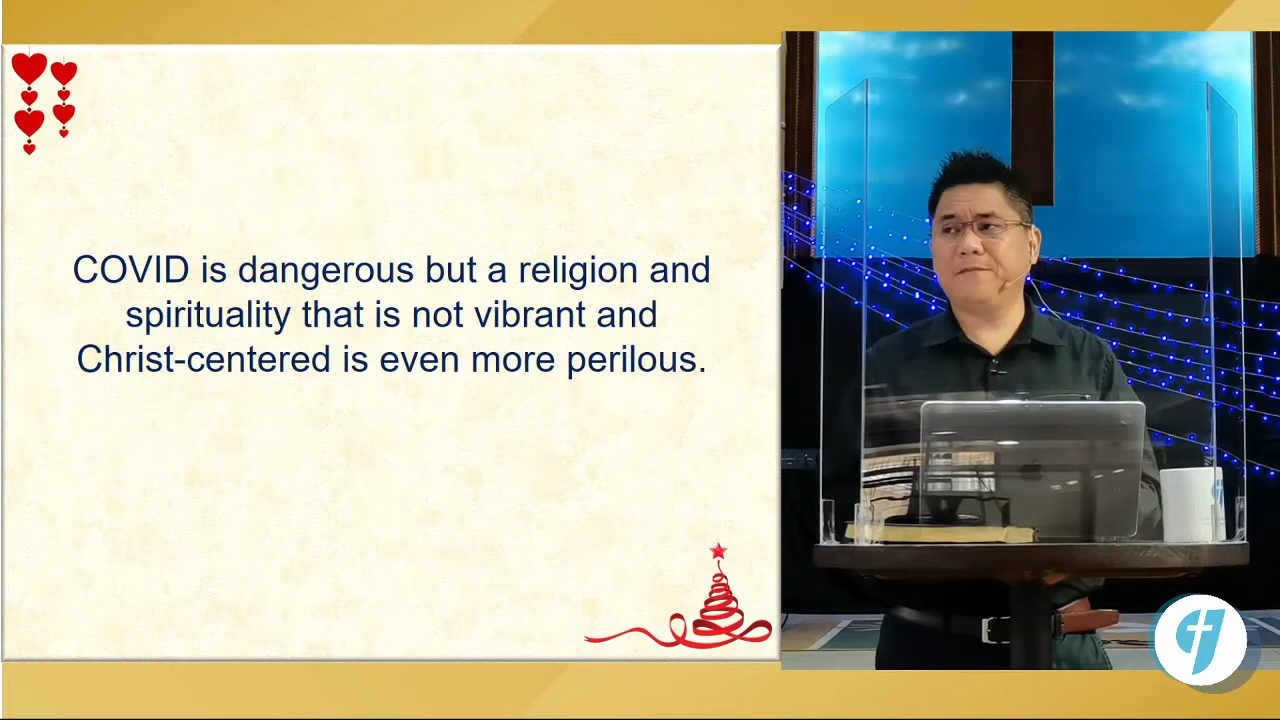 COVID is dangerous but a religion and
spirituality that is not vibrant and
Christ-centered is even more perilous.